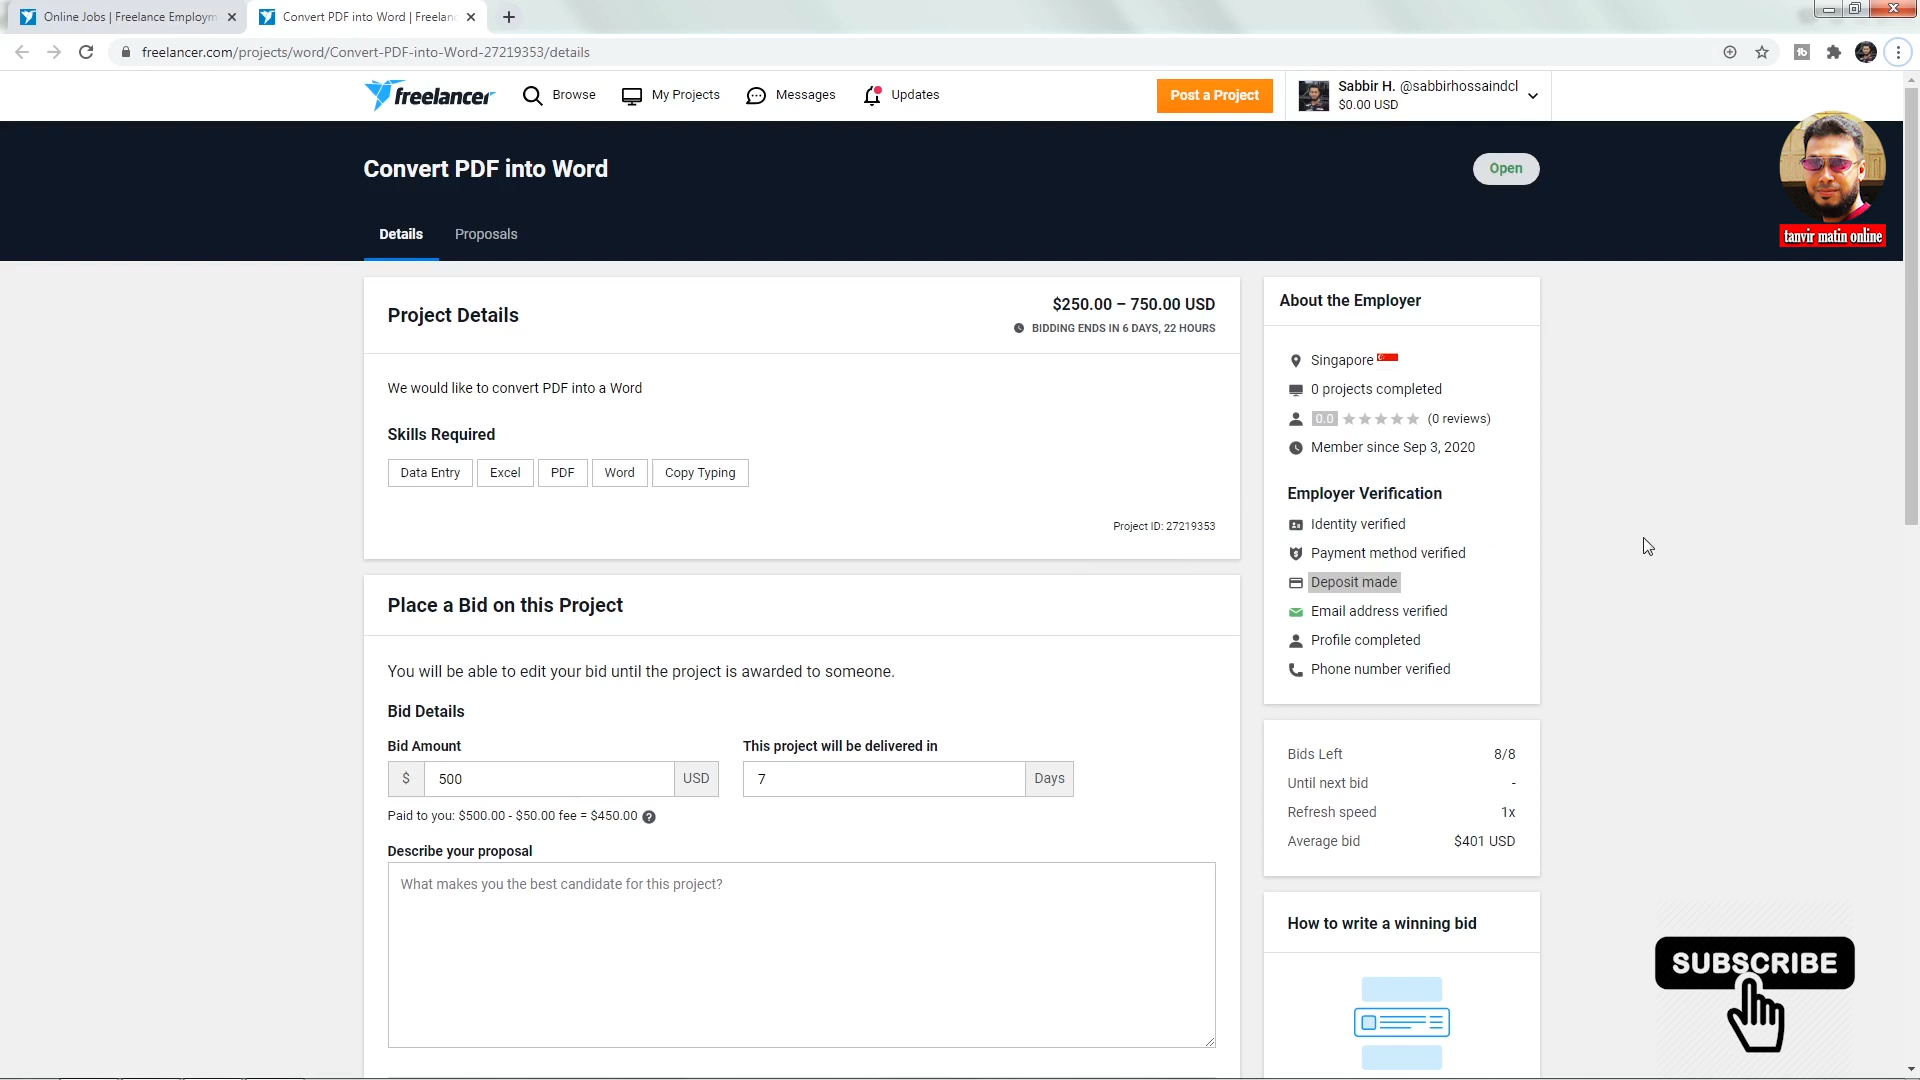 Online Jobs | Freelance Employm
Convert PDF into Word | Freelanc
freelancer.com/projects/word/Convert-PDF-into-Word-27219353/details
freelancer
Browse
My Projects
Messages
Updates
Post a Project
Sabbir H. @sabbirhossaindcl
$0.00 USD
Convert PDF into Word
Open
tanvir matin online
Details
Proposals
Project Details
$250.00 – 750.00 USD
BIDDING ENDS IN 6 DAYS, 22 HOURS
We would like to convert PDF into a Word
Skills Required
Data Entry
Excel
PDF
Word
Copy Typing
Project ID: 27219353
Place a Bid on this Project
You will be able to edit your bid until the project is awarded to someone.
Bid Details
Bid Amount
$ 500 USD
This project will be delivered in
7 Days
Paid to you: $500.00 - $50.00 fee = $450.00 ?
Describe your proposal
What makes you the best candidate for this project?
About the Employer
Singapore
0 projects completed
0.0 (0 reviews)
Member since Sep 3, 2020
Employer Verification
Identity verified
Payment method verified
Deposit made
Email address verified
Profile completed
Phone number verified
Bids Left 8/8
Until next bid -
Refresh speed 1x
Average bid $401 USD
How to write a winning bid
SUBSCRIBE